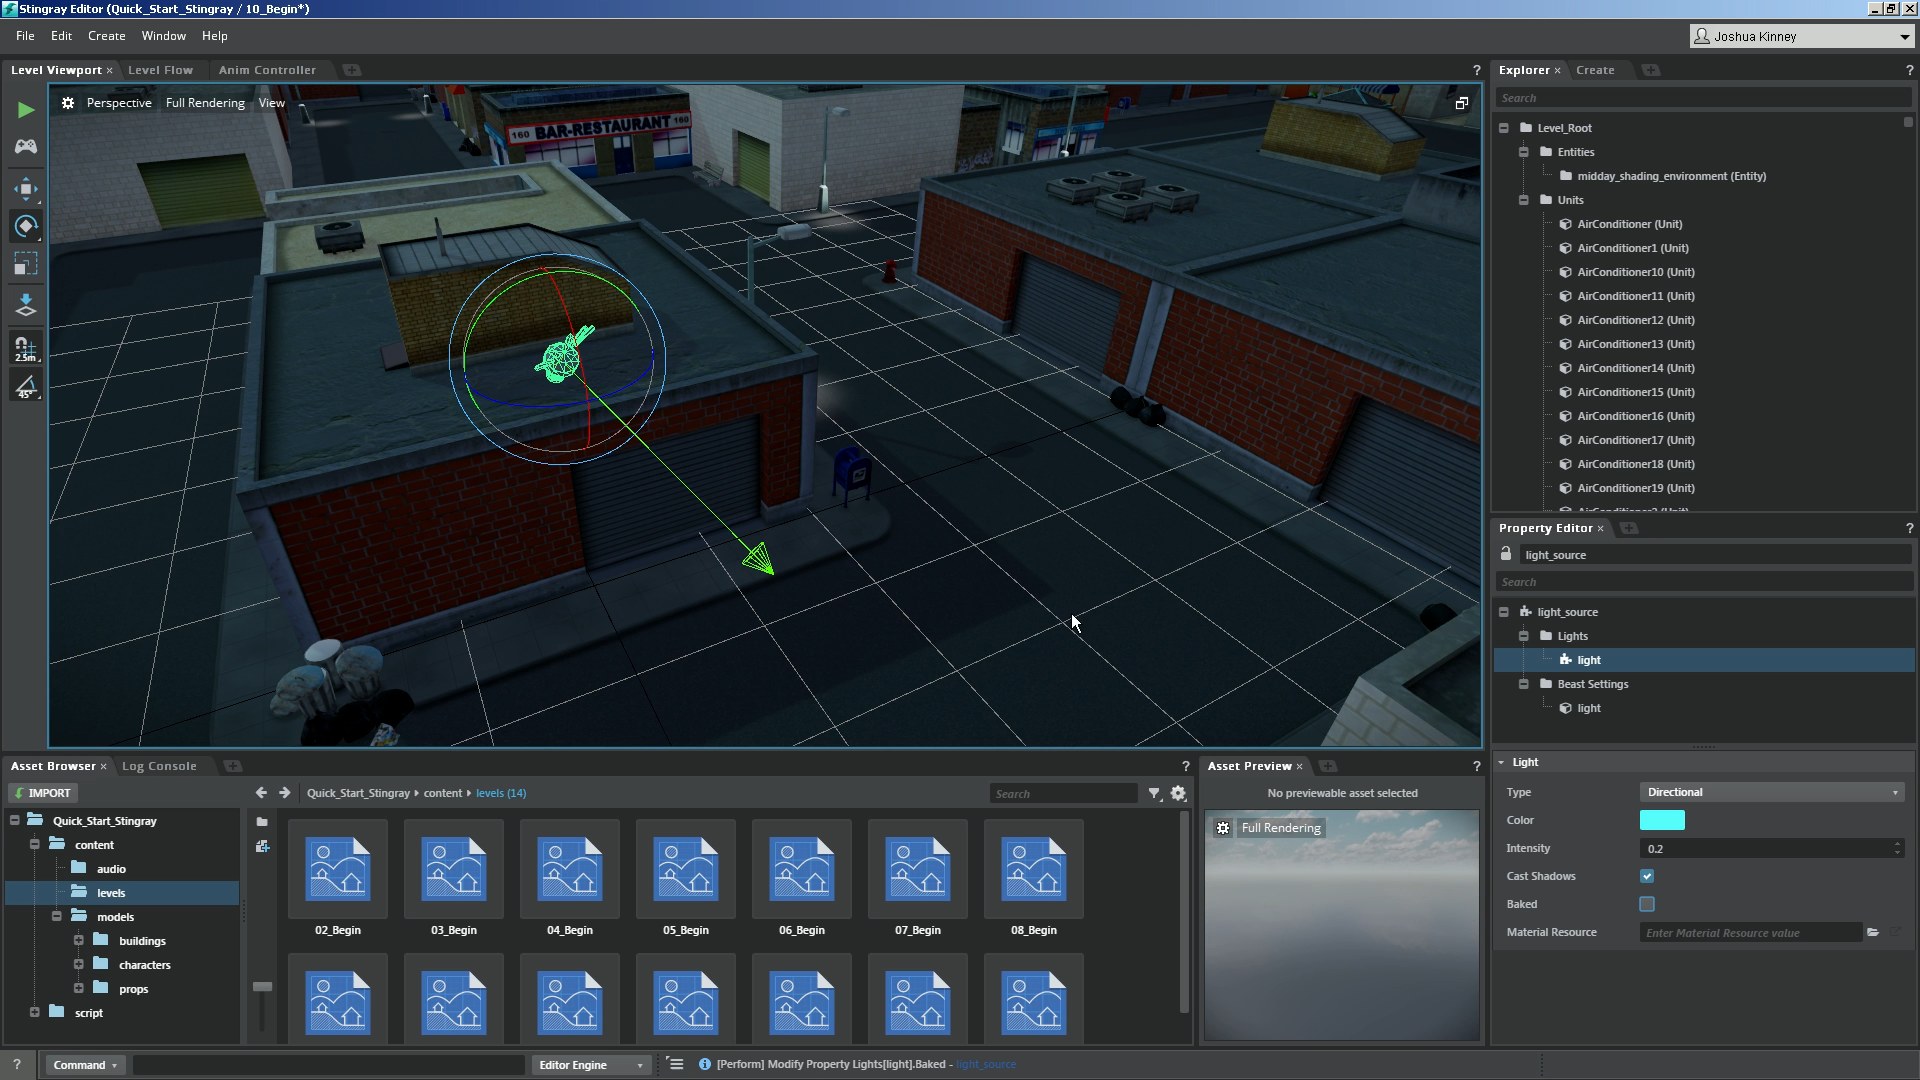 Stingray Editor (Quick_Start_Stingray / 10_Begin*)
File Edit Create Window Help
Joshua Kinney
Level Viewport × Level Flow Anim Controller
?
Perspective Full Rendering View
160 BAR-RESTAURANT 160
2.5m
45°
Explorer × Create
?
Search
Level_Root
Entities
midday_shading_environment (Entity)
Units
AirConditioner (Unit)
AirConditioner1 (Unit)
AirConditioner10 (Unit)
AirConditioner11 (Unit)
AirConditioner12 (Unit)
AirConditioner13 (Unit)
AirConditioner14 (Unit)
AirConditioner15 (Unit)
AirConditioner16 (Unit)
AirConditioner17 (Unit)
AirConditioner18 (Unit)
AirConditioner19 (Unit)
Property Editor ×
?
light_source
Search
light_source
Lights
light
Beast Settings
light
Light
Type Directional
Color
Intensity 0.2
Cast Shadows
Baked
Material Resource Enter Material Resource value
Asset Browser × Log Console
?
IMPORT
Quick_Start_Stingray
content
audio
levels
models
buildings
characters
props
script
Quick_Start_Stingray content levels (14)
Search
02_Begin 03_Begin 04_Begin 05_Begin 06_Begin 07_Begin 08_Begin
Asset Preview ×
?
No previewable asset selected
Full Rendering
? Command Editor Engine [Perform] Modify Property Lights[light].Baked - light_source